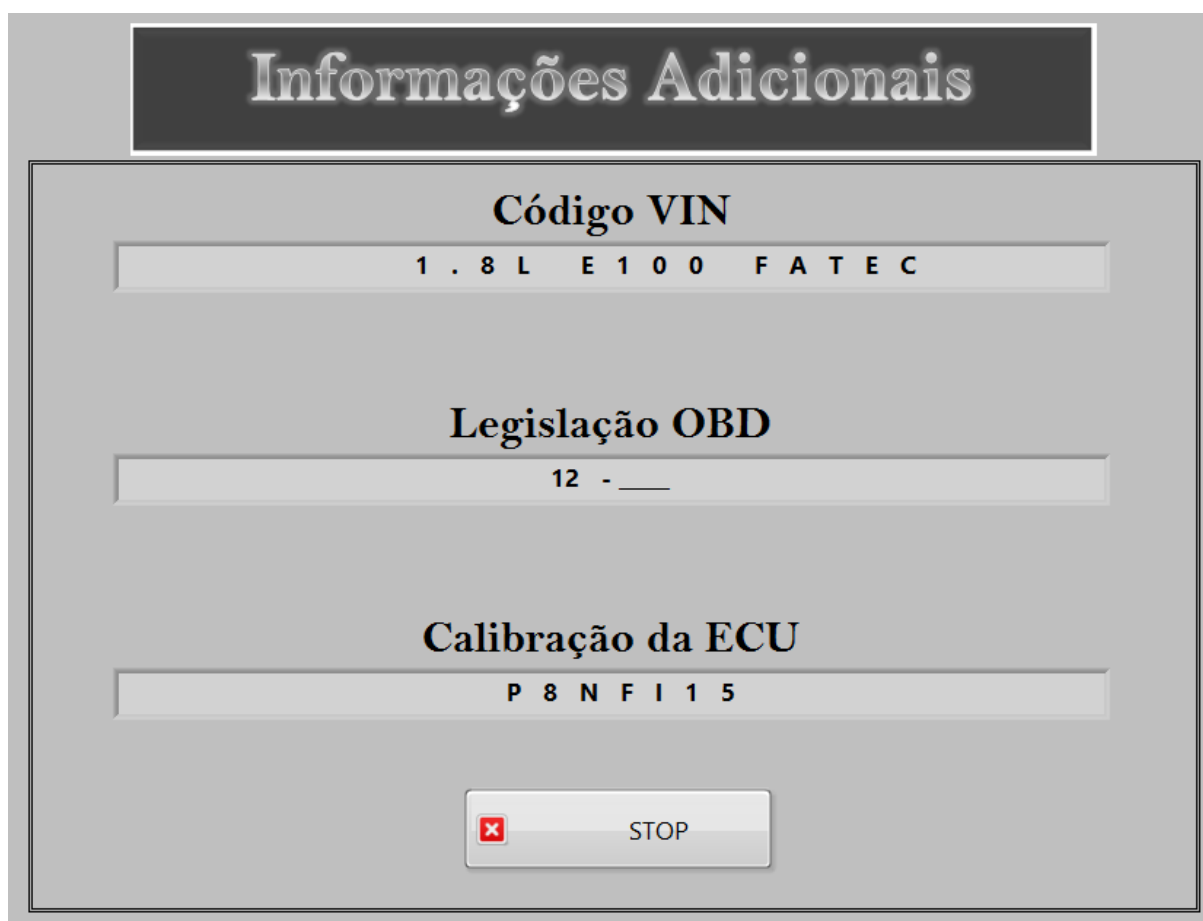 Informações Adicionais
Código VIN
1 . 8 L E 1 0 0 F A T E C
Legislação OBD
12 -____
Calibração da ECU
P 8 N F I 1 5
STOP